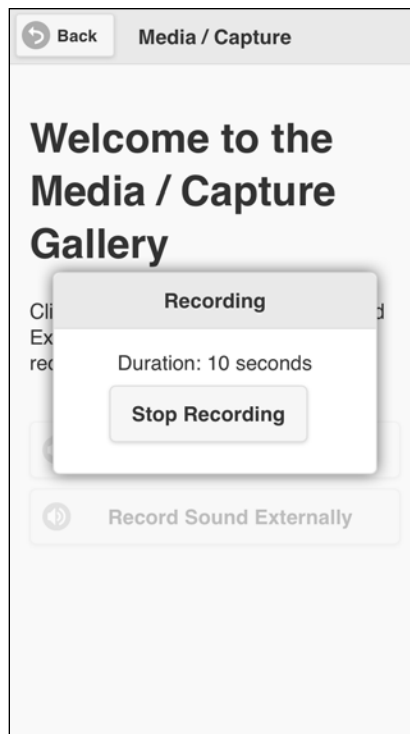 Back
Media / Capture
Welcome to the
Media / Capture
Gallery
Recording
Duration: 10 seconds
Stop Recording
Record Sound Externally